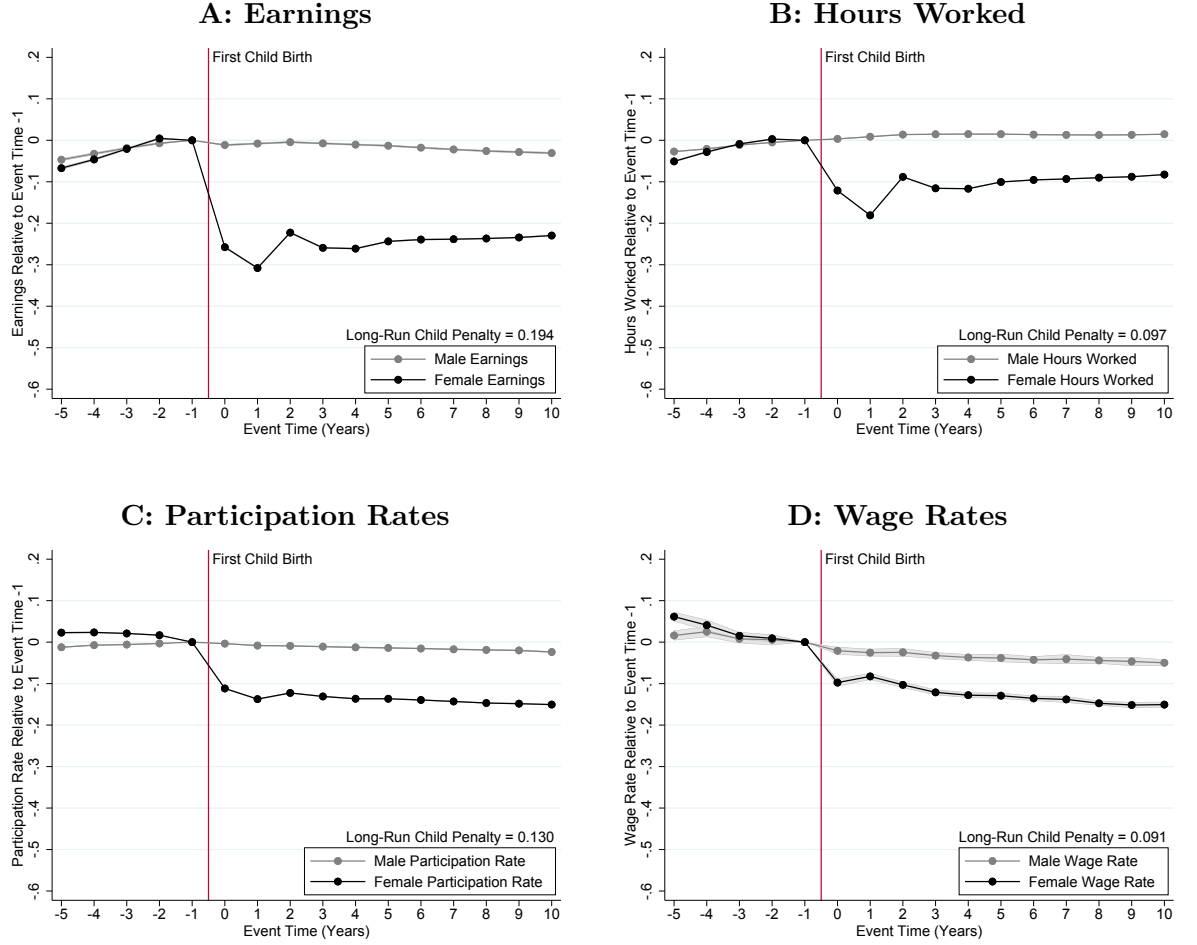 A: Earnings
First Child Birth
Earnings Relative to Event Time -1
.2
.1
0
-.1
-.2
-.3
-.4
-.5
-.6
Long-Run Child Penalty = 0.194
Male Earnings
Female Earnings
-5 -4 -3 -2 -1 0 1 2 3 4 5 6 7 8 9 10
Event Time (Years)
B: Hours Worked
First Child Birth
Hours Worked Relative to Event Time -1
.2
.1
0
-.1
-.2
-.3
-.4
-.5
-.6
Long-Run Child Penalty = 0.097
Male Hours Worked
Female Hours Worked
-5 -4 -3 -2 -1 0 1 2 3 4 5 6 7 8 9 10
Event Time (Years)
C: Participation Rates
First Child Birth
Participation Rate Relative to Event Time -1
.2
.1
0
-.1
-.2
-.3
-.4
-.5
-.6
Long-Run Child Penalty = 0.130
Male Participation Rate
Female Participation Rate
-5 -4 -3 -2 -1 0 1 2 3 4 5 6 7 8 9 10
Event Time (Years)
D: Wage Rates
First Child Birth
Wage Rate Relative to Event Time -1
.2
.1
0
-.1
-.2
-.3
-.4
-.5
-.6
Long-Run Child Penalty = 0.091
Male Wage Rate
Female Wage Rate
-5 -4 -3 -2 -1 0 1 2 3 4 5 6 7 8 9 10
Event Time (Years)